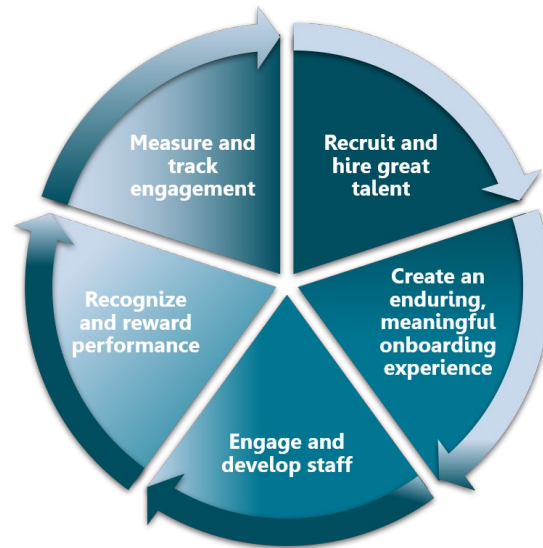 Measure and
track
engagement
Recruit and
hire great
talent
Create an
enduring,
meaningful
onboarding
experience
Engage and
develop staff
Recognize
and reward
performance